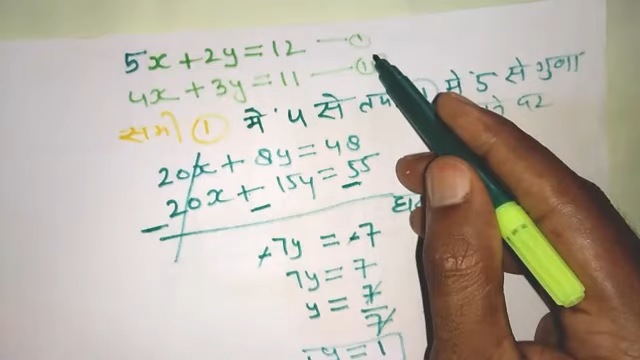 5x + 2y = 12 — ①
4x + 3y = 11 —
समी ① में 4 से में 5 से गुणा
पर
20x + 8y = 48
20x + 15y = 55
-7y = -7
7y = 7
y = 7/7
y = 1